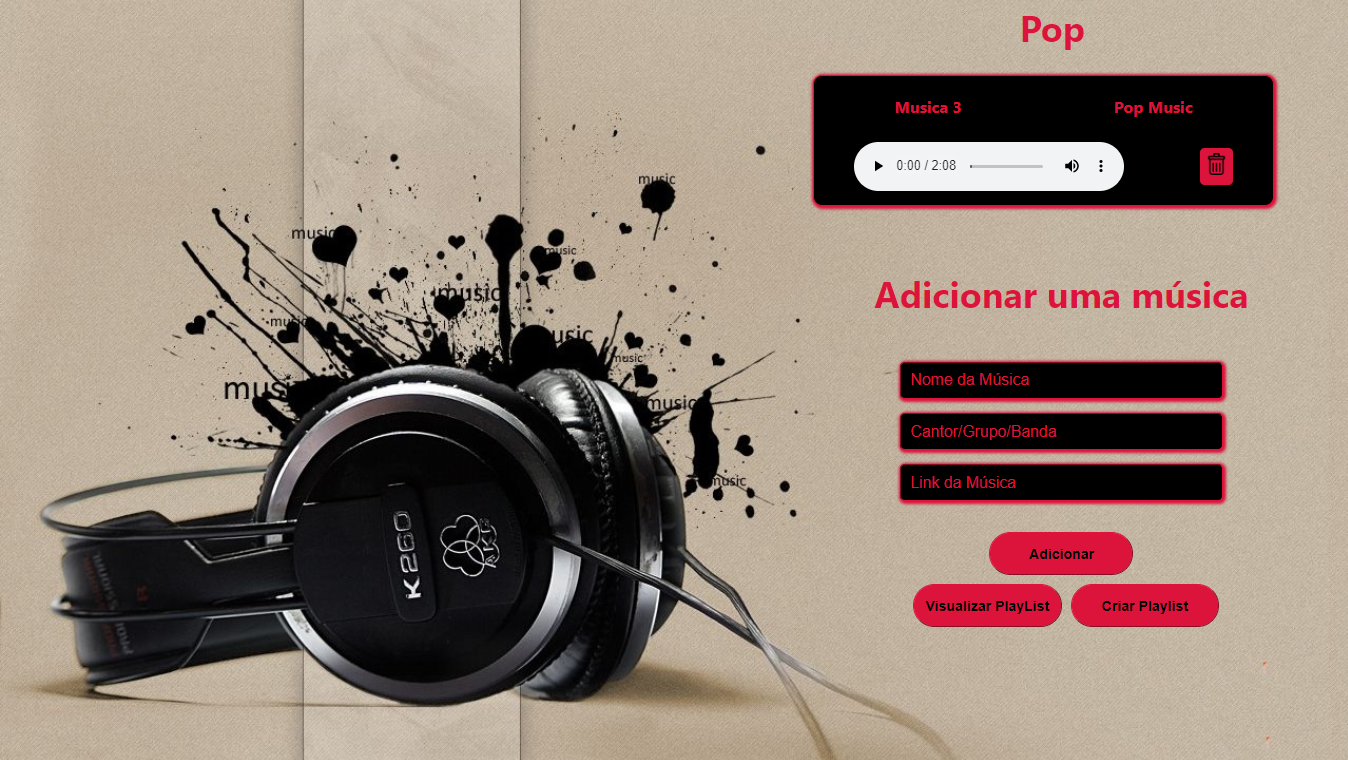 Pop
Musica 3
Pop Music
0:00 / 2:08
Adicionar uma música
Nome da Música
Cantor/Grupo/Banda
Link da Música
Adicionar
Visualizar PlayList
Criar Playlist
music
music
music
music
music
music
music
music
music
music
K260
AKG